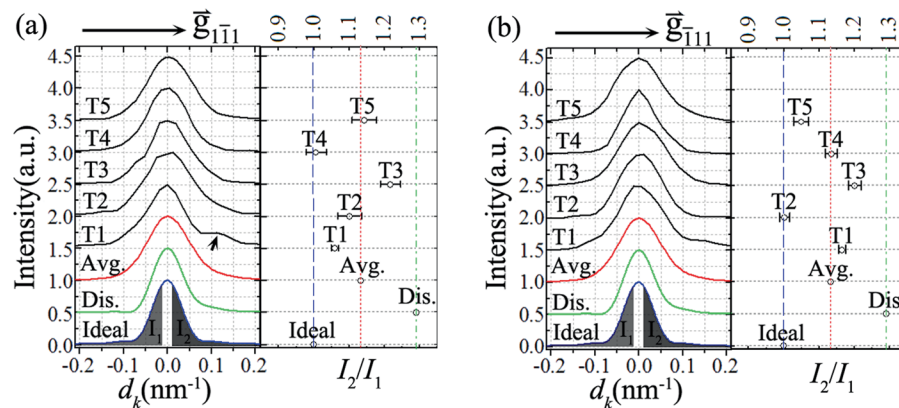 (a)
g⃗ 1-1̅1
0.9 1.0 1.1 1.2 1.3
Intensity(a.u.)
4.5
4.0
3.5
3.0
2.5
2.0
1.5
1.0
0.5
0.0
T5
T4
T3
T2
T1
Avg.
Dis.
Ideal
I₁ I₂
-0.2 -0.1 0.0 0.1 0.2
dₖ(nm⁻¹)
T5
T4
T3
T2
T1
Avg.
Dis.
Ideal
I₂/I₁
(b)
g⃗ 1̅11
0.9 1.0 1.1 1.2 1.3
Intensity(a.u.)
4.5
4.0
3.5
3.0
2.5
2.0
1.5
1.0
0.5
0.0
T5
T4
T3
T2
T1
Avg.
Dis.
Ideal
I₁ I₂
-0.2 -0.1 0.0 0.1 0.2
dₖ(nm⁻¹)
T5
T4
T3
T2
T1
Avg.
Dis
Ideal
I₂/I₁